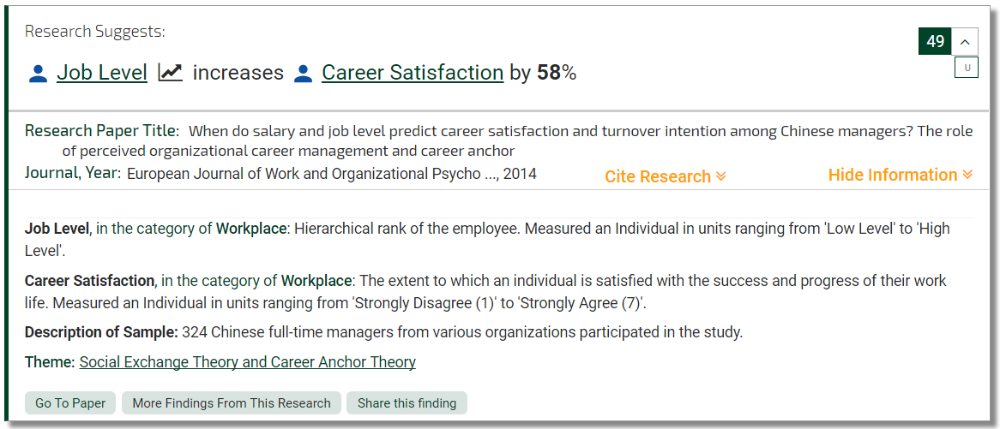 Research Suggests:
49
Job Level increases Career Satisfaction by 58%
U
Research Paper Title: When do salary and job level predict career satisfaction and turnover intention among Chinese managers? The role
of perceived organizational career management and career anchor
Journal, Year: European Journal of Work and Organizational Psycho ..., 2014
Cite Research
Hide Information
Job Level, in the category of Workplace: Hierarchical rank of the employee. Measured an Individual in units ranging from 'Low Level' to 'High
Level'.
Career Satisfaction, in the category of Workplace: The extent to which an individual is satisfied with the success and progress of their work
life. Measured an Individual in units ranging from 'Strongly Disagree (1)' to 'Strongly Agree (7)'.
Description of Sample: 324 Chinese full-time managers from various organizations participated in the study.
Theme: Social Exchange Theory and Career Anchor Theory
Go To Paper
More Findings From This Research
Share this finding